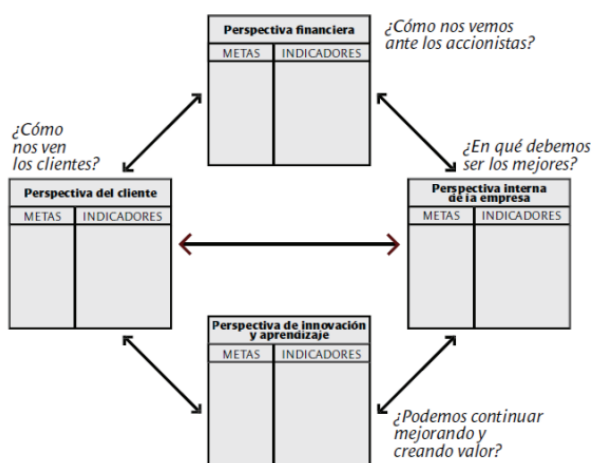 Perspectiva financiera
METAS INDICADORES
¿Cómo nos vemos
ante los accionistas?
¿Cómo
nos ven
los clientes?
Perspectiva del cliente
METAS INDICADORES
¿En qué debemos
ser los mejores?
Perspectiva interna
de la empresa
METAS INDICADORES
Perspectiva de innovación
y aprendizaje
METAS INDICADORES
¿Podemos continuar
mejorando y
creando valor?